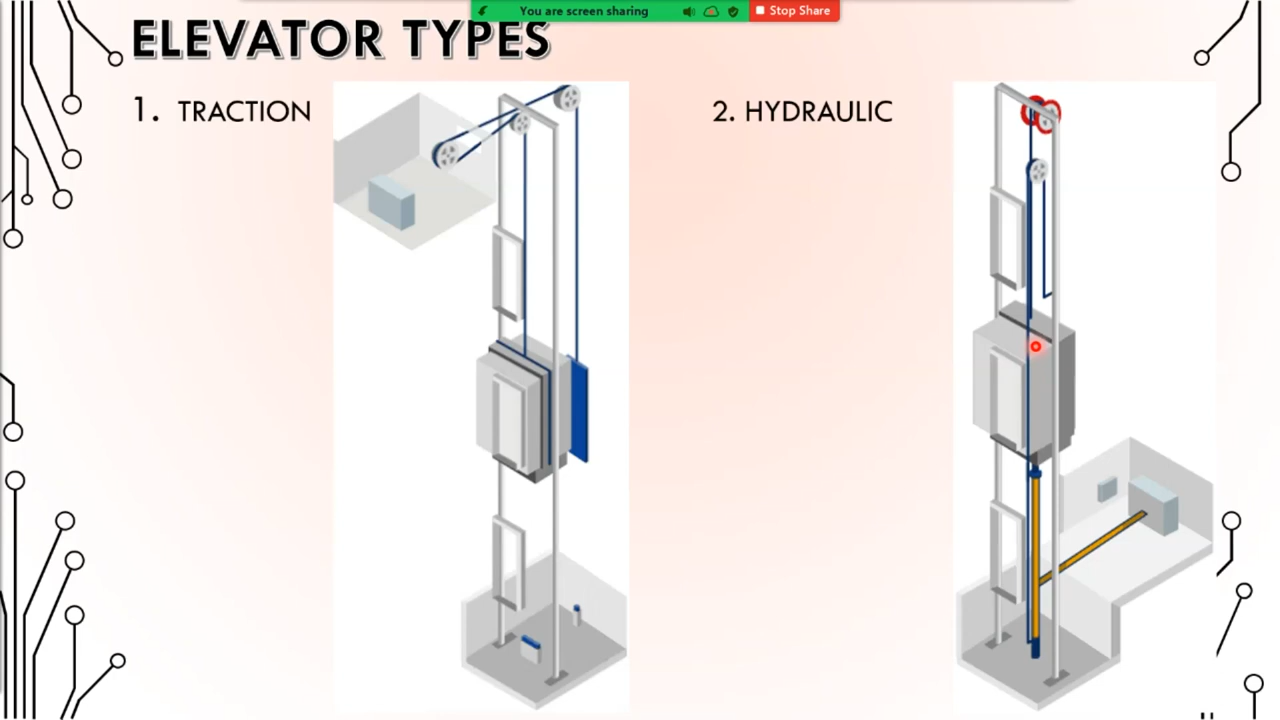 You are screen sharing
Stop Share
ELEVATOR TYPES
1. TRACTION
2. HYDRAULIC